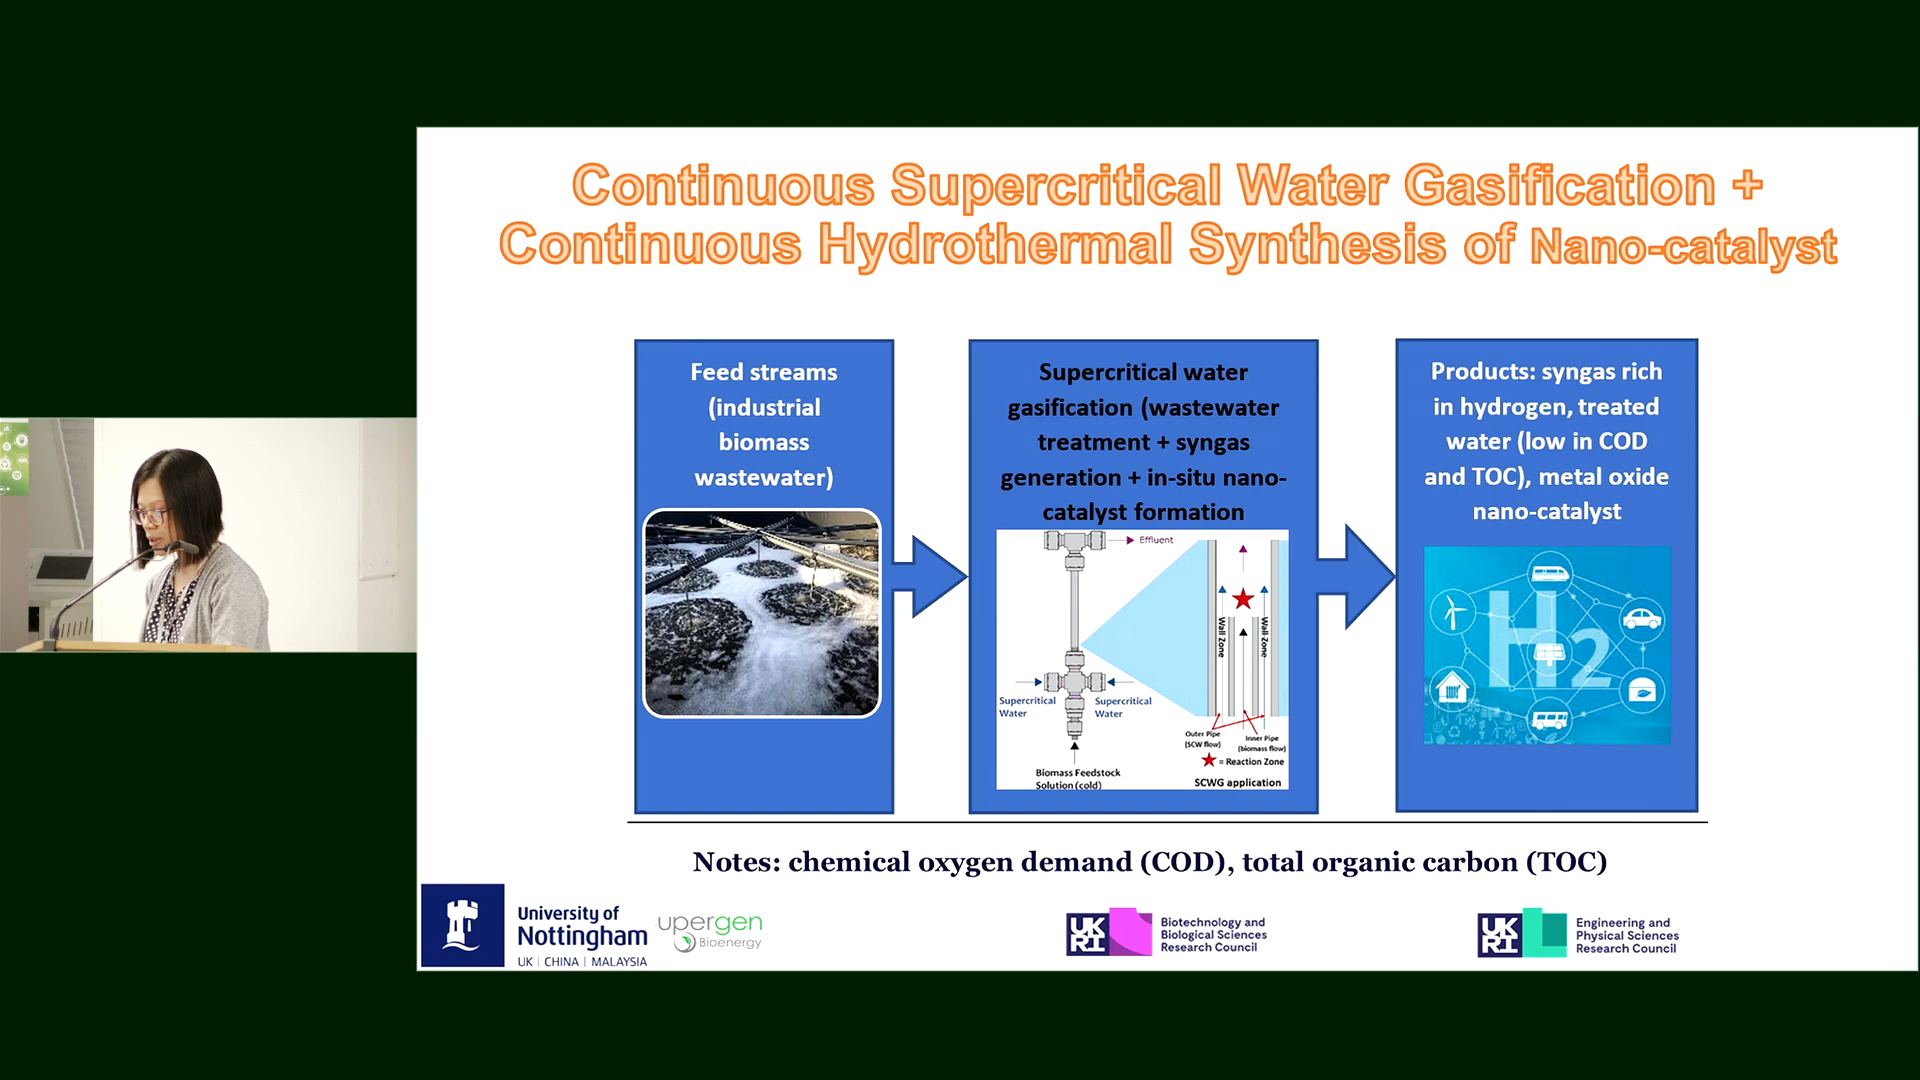 Continuous Supercritical Water Gasification +
Continuous Hydrothermal Synthesis of Nano-catalyst
Feed streams
(industrial
biomass
wastewater)
Supercritical water
gasification (wastewater
treatment + syngas
generation + in-situ nano-
catalyst formation
Effluent
Supercritical
Water
Supercritical
Water
Biomass Feedstock
Solution (cold)
Wall Zone
Wall Zone
Outer Pipe
(SCW flow)
Inner Pipe
(biomass flow)
= Reaction Zone
SCWG application
Products: syngas rich
in hydrogen, treated
water (low in COD
and TOC), metal oxide
nano-catalyst
H2
Notes: chemical oxygen demand (COD), total organic carbon (TOC)
University of
Nottingham
UK | CHINA | MALAYSIA
upergen
Bioenergy
UK
RI
Biotechnology and
Biological Sciences
Research Council
UK
RI
Engineering and
Physical Sciences
Research Council